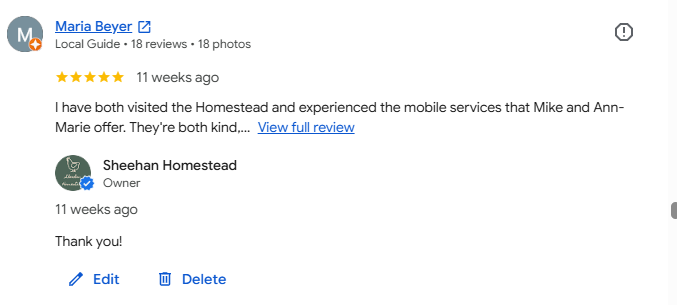 M
Maria Beyer
Local Guide • 18 reviews • 18 photos
11 weeks ago
I have both visited the Homestead and experienced the mobile services that Mike and Ann-
Marie offer. They're both kind,... View full review
Sheehan Homestead
Owner
11 weeks ago
Thank you!
Edit Delete